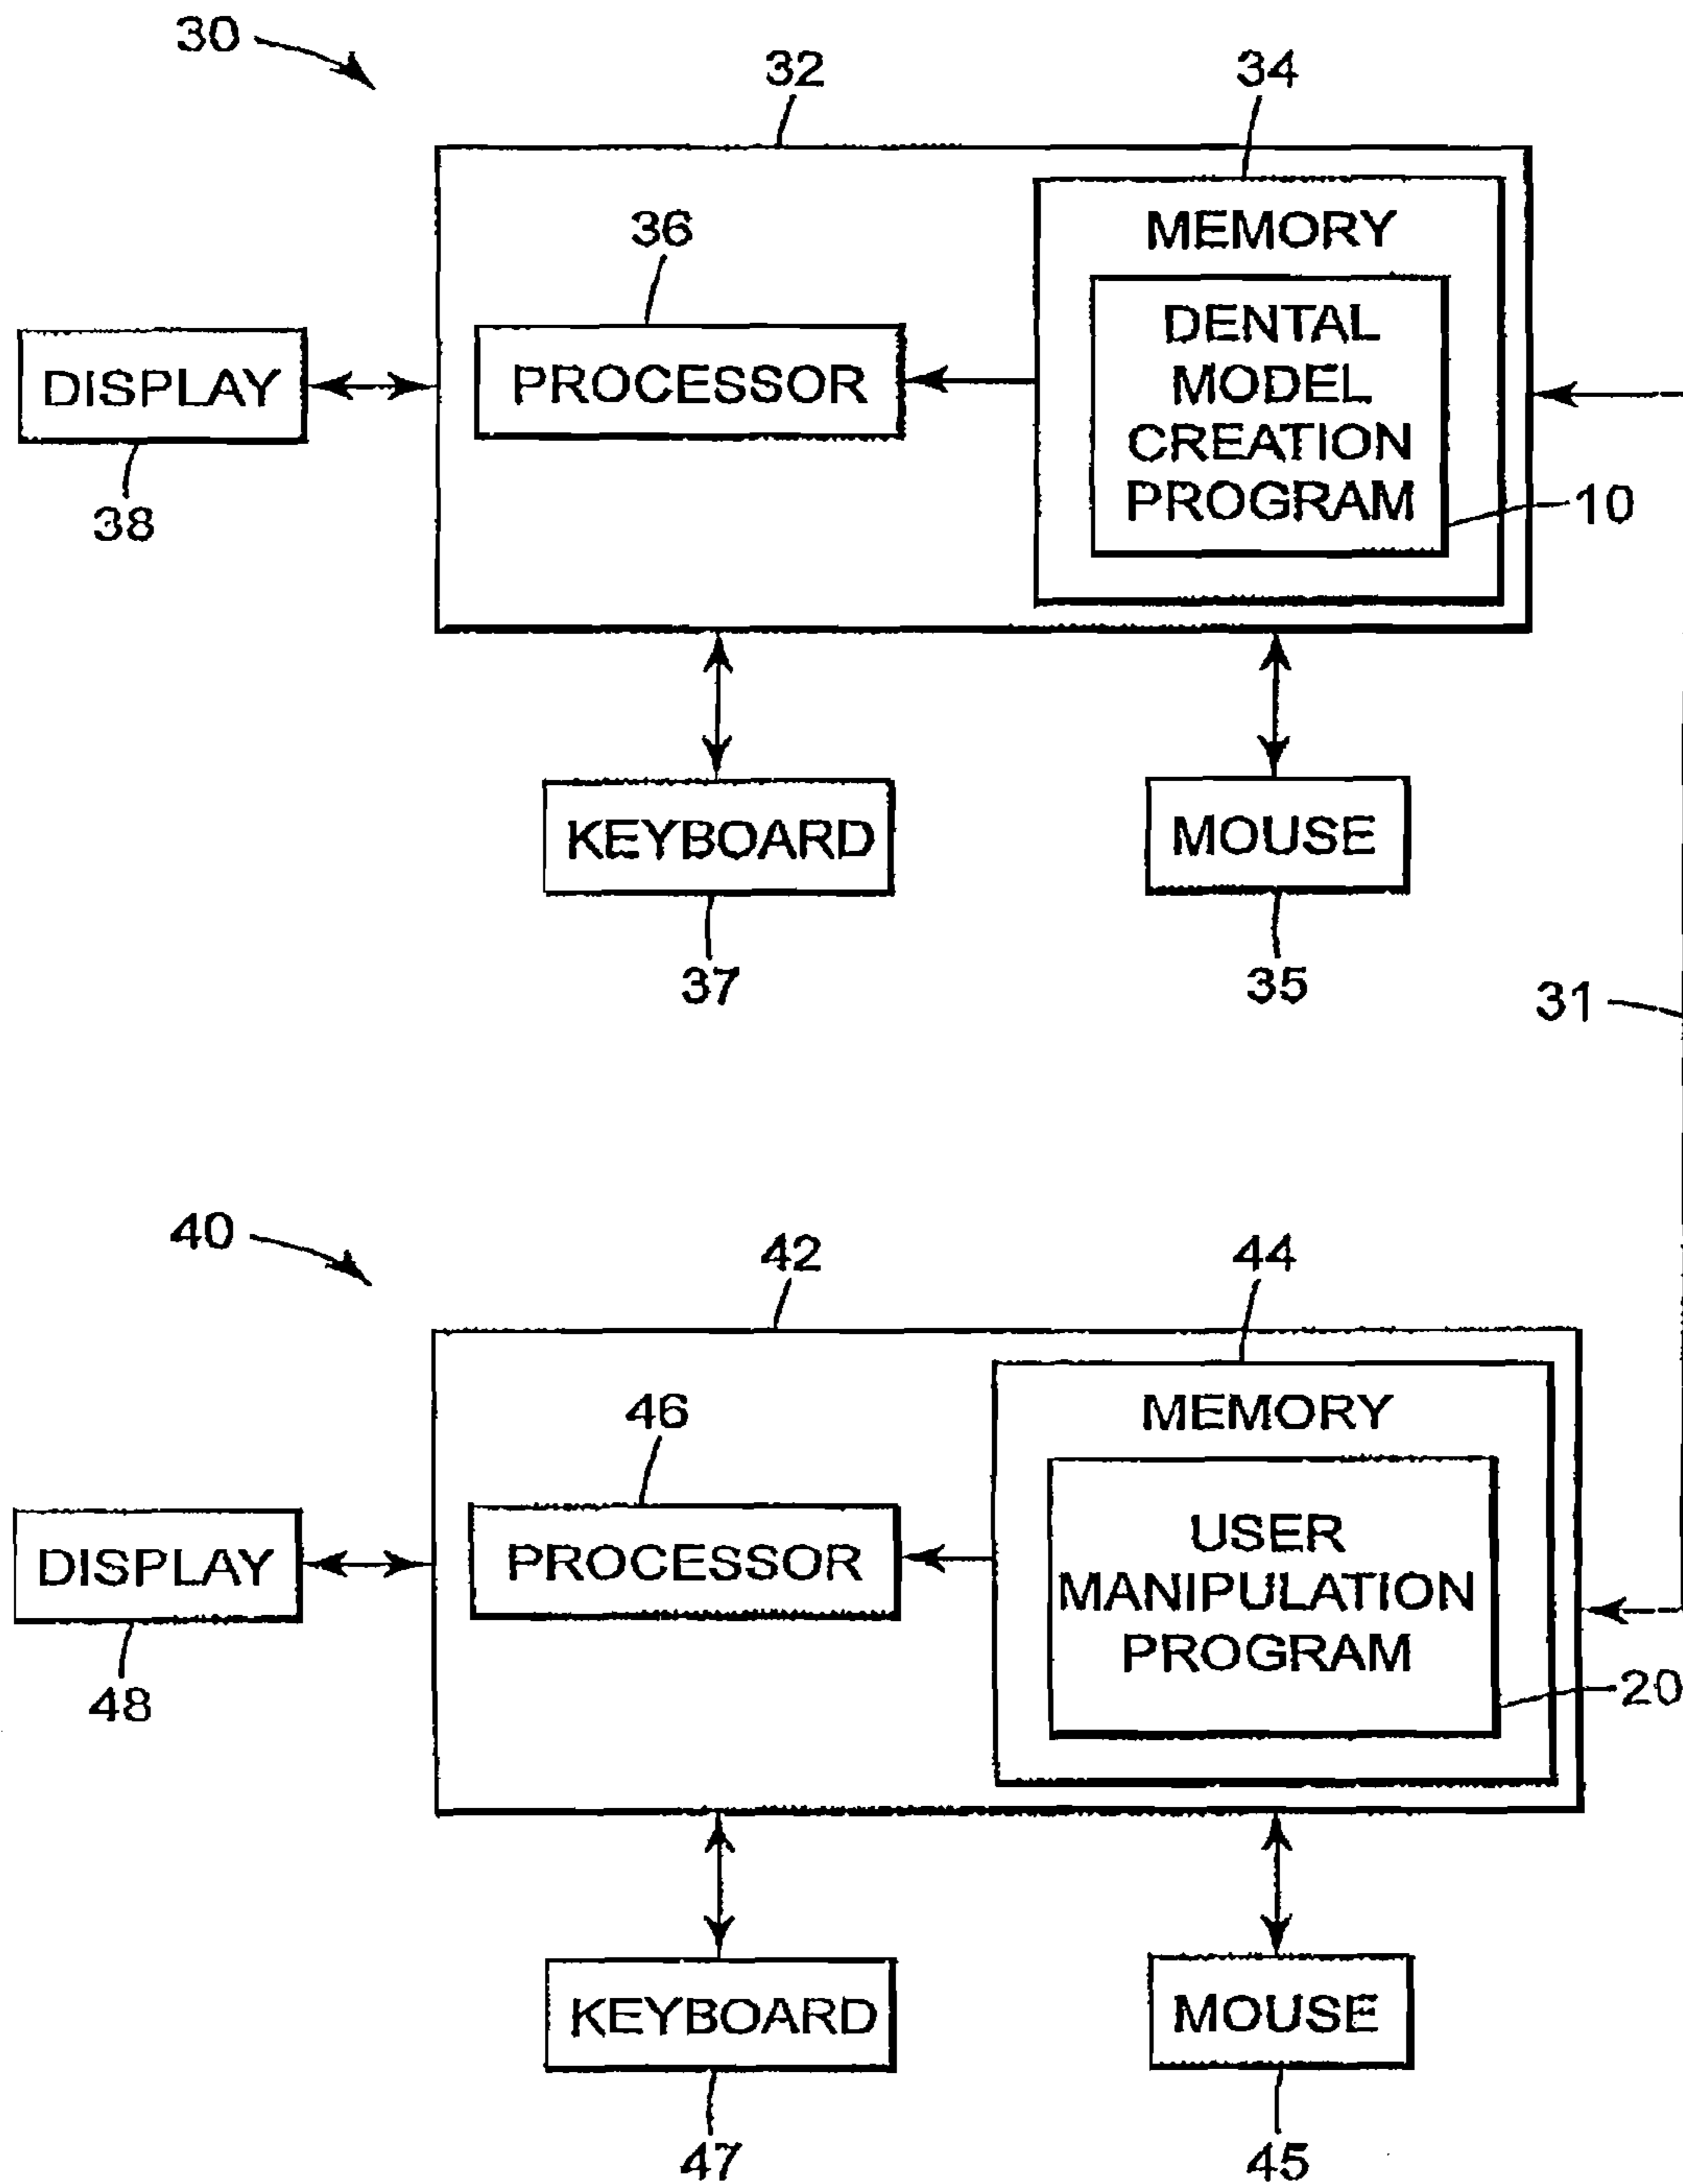 30
32
34
MEMORY
36
DENTAL
MODEL
CREATION
PROGRAM
DISPLAY
PROCESSOR
10
38
KEYBOARD
MOUSE
37
35
31
40
42
44
MEMORY
46
USER
MANIPULATION
PROGRAM
DISPLAY
PROCESSOR
20
48
KEYBOARD
MOUSE
47
45